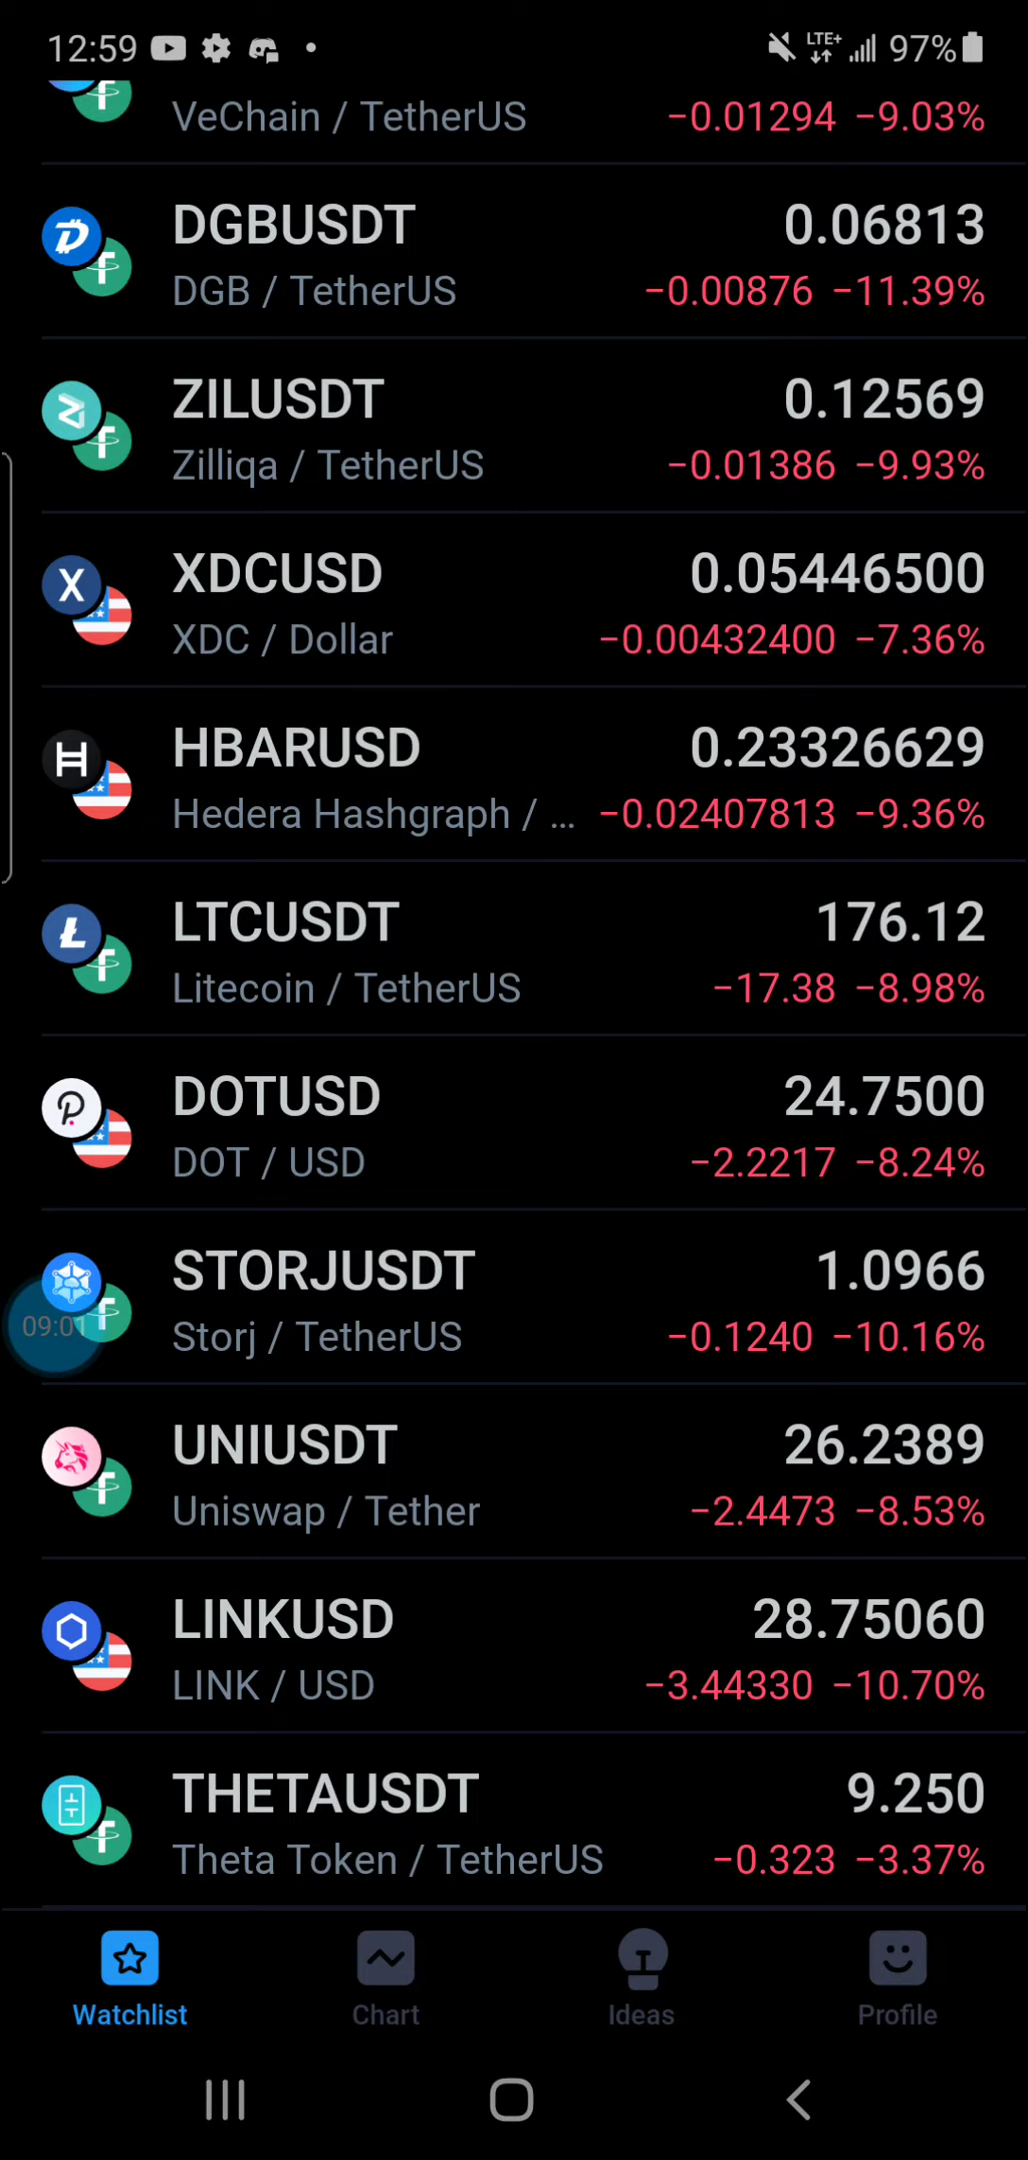 12:59 LTE+ 97%
VeChain / TetherUS −0.01294 −9.03%
DGBUSDT 0.06813
DGB / TetherUS −0.00876 −11.39%
ZILUSDT 0.12569
Zilliqa / TetherUS −0.01386 −9.93%
XDCUSD 0.05446500
XDC / Dollar −0.00432400 −7.36%
HBARUSD 0.23326629
Hedera Hashgraph / ... −0.02407813 −9.36%
LTCUSDT 176.12
Litecoin / TetherUS −17.38 −8.98%
DOTUSD 24.7500
DOT / USD −2.2217 −8.24%
STORJUSDT 1.0966
09:01 Storj / TetherUS −0.1240 −10.16%
UNIUSDT 26.2389
Uniswap / Tether −2.4473 −8.53%
LINKUSD 28.75060
LINK / USD −3.44330 −10.70%
THETAUSDT 9.250
Theta Token / TetherUS −0.323 −3.37%
Watchlist Chart Ideas Profile